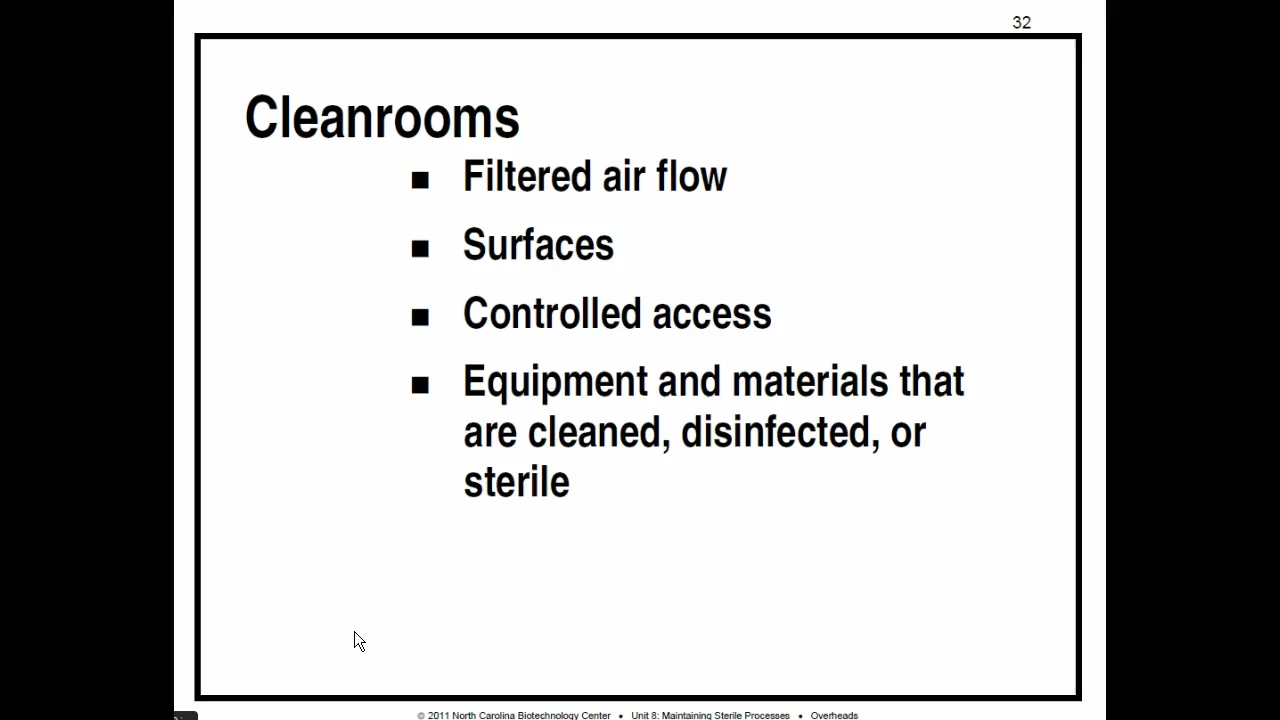 32
Cleanrooms
■ Filtered air flow
■ Surfaces
■ Controlled access
■ Equipment and materials that
are cleaned, disinfected, or
sterile
© 2011 North Carolina Biotechnology Center • Unit 8: Maintaining Sterile Processes • Overheads